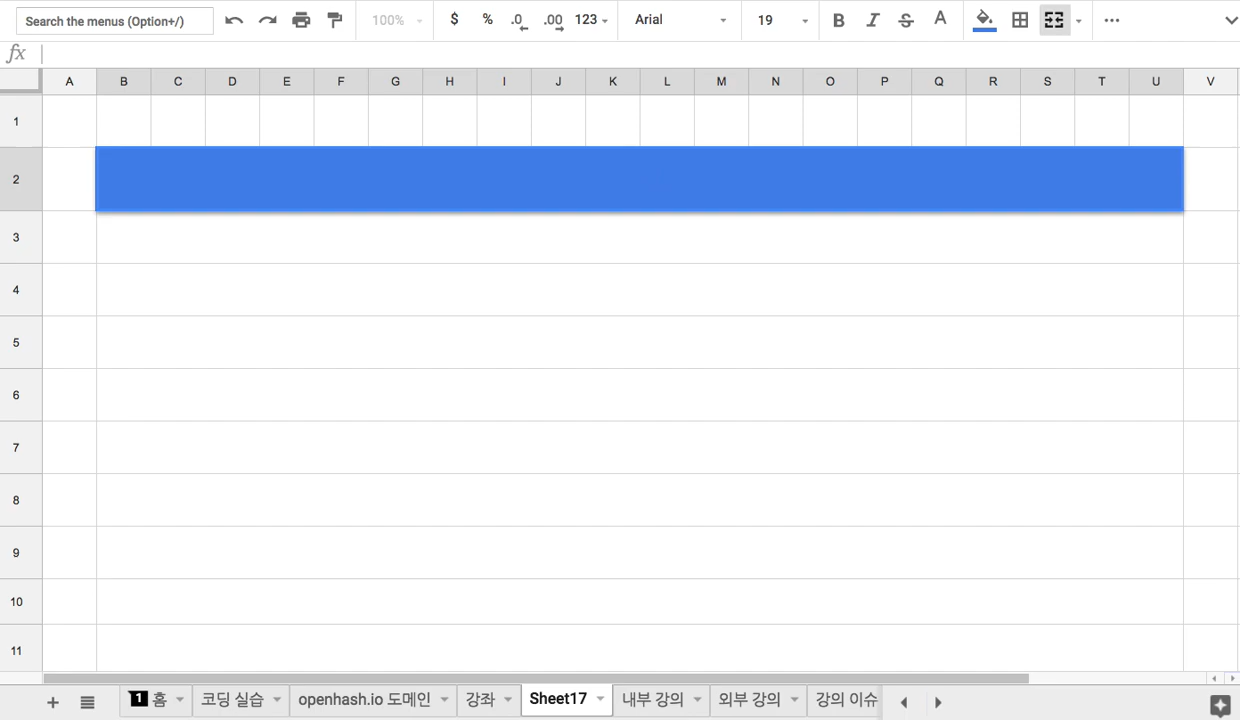 Search the menus (Option+/) 100% $ % .0 .00 123 Arial 19 B I S A
fx
A B C D E F G H I J K L M N O P Q R S T U V
1
2
3
4
5
6
7
8
9
10
11
1 홈 코딩 실습 openhash.io 도메인 강좌 Sheet17 내부 강의 외부 강의 강의 이슈